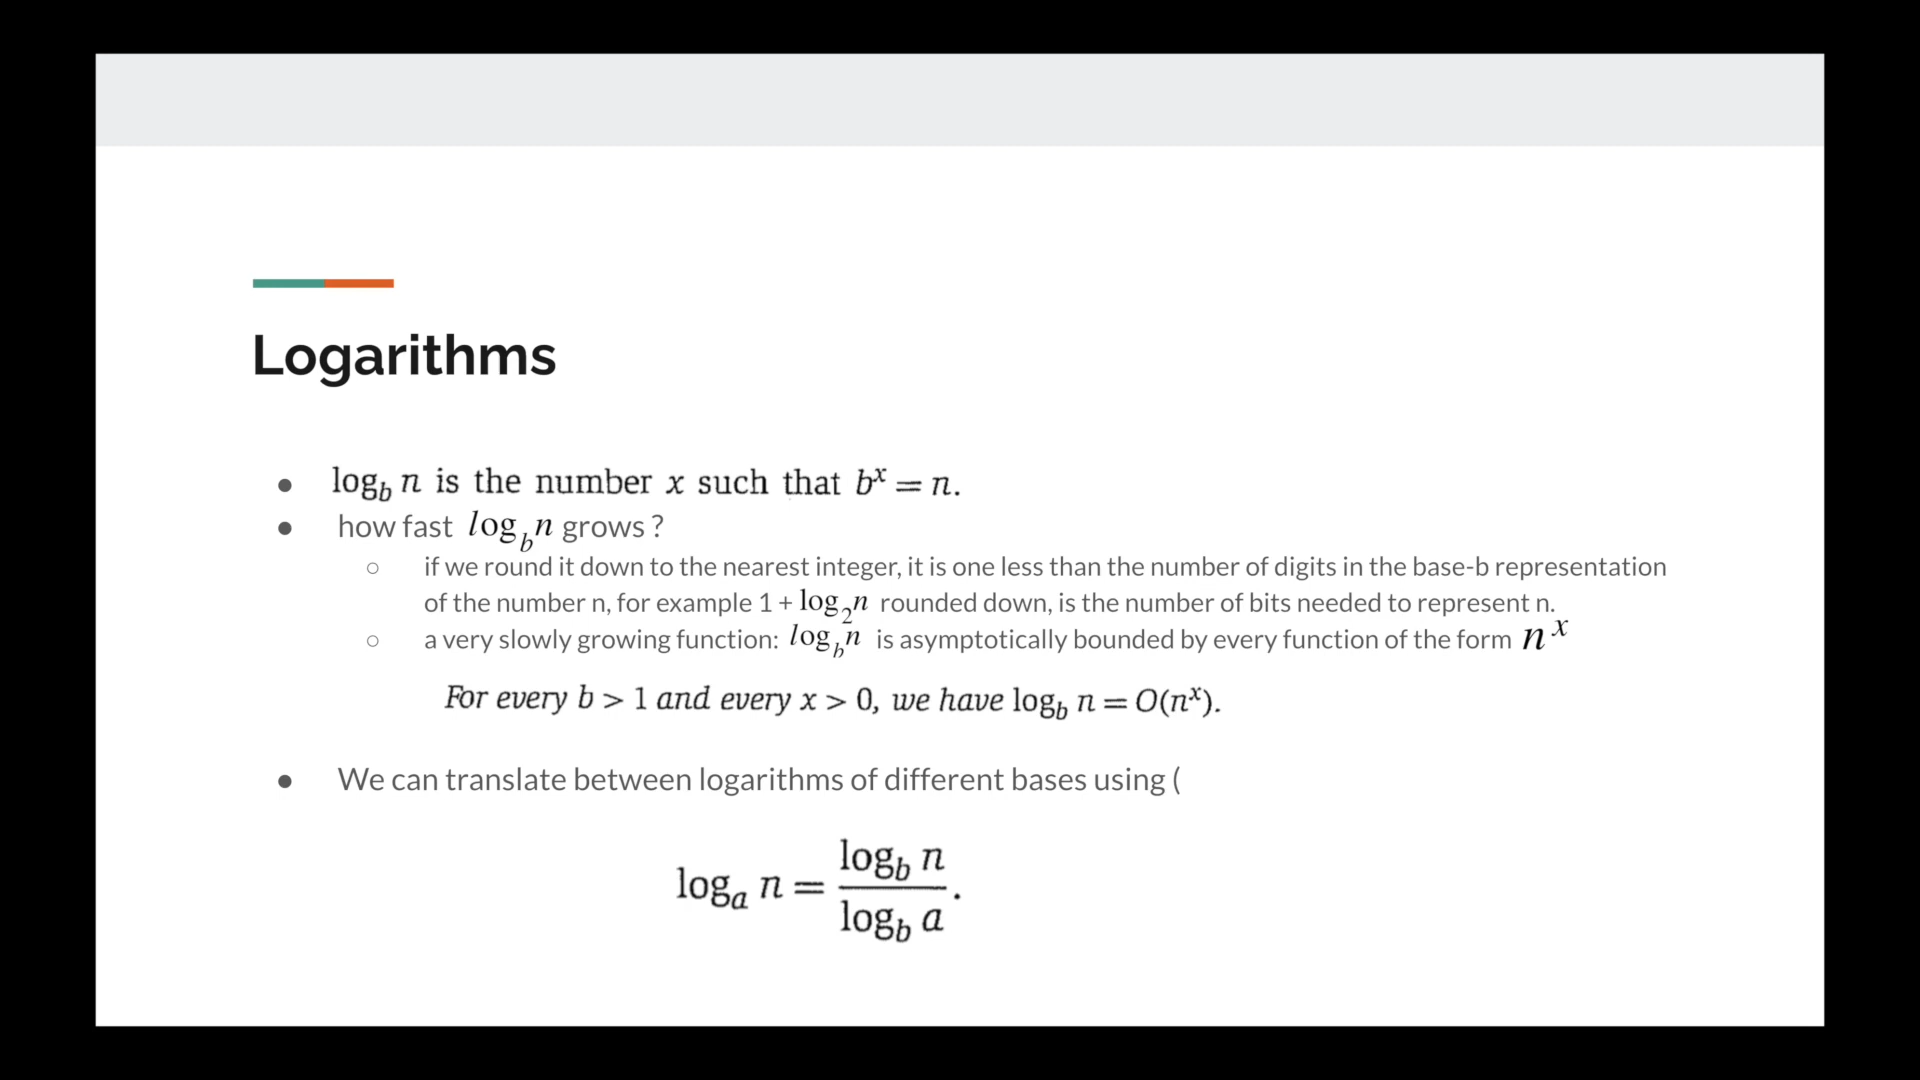 Logarithms
● log_b n is the number x such that b^x = n.
● how fast log_b n grows ?
○ if we round it down to the nearest integer, it is one less than the number of digits in the base-b representation
of the number n, for example 1 + log_2 n rounded down, is the number of bits needed to represent n.
○ a very slowly growing function: log_b n is asymptotically bounded by every function of the form n^x
For every b > 1 and every x > 0, we have log_b n = O(n^x).
● We can translate between logarithms of different bases using (
log_a n = log_b n / log_b a.